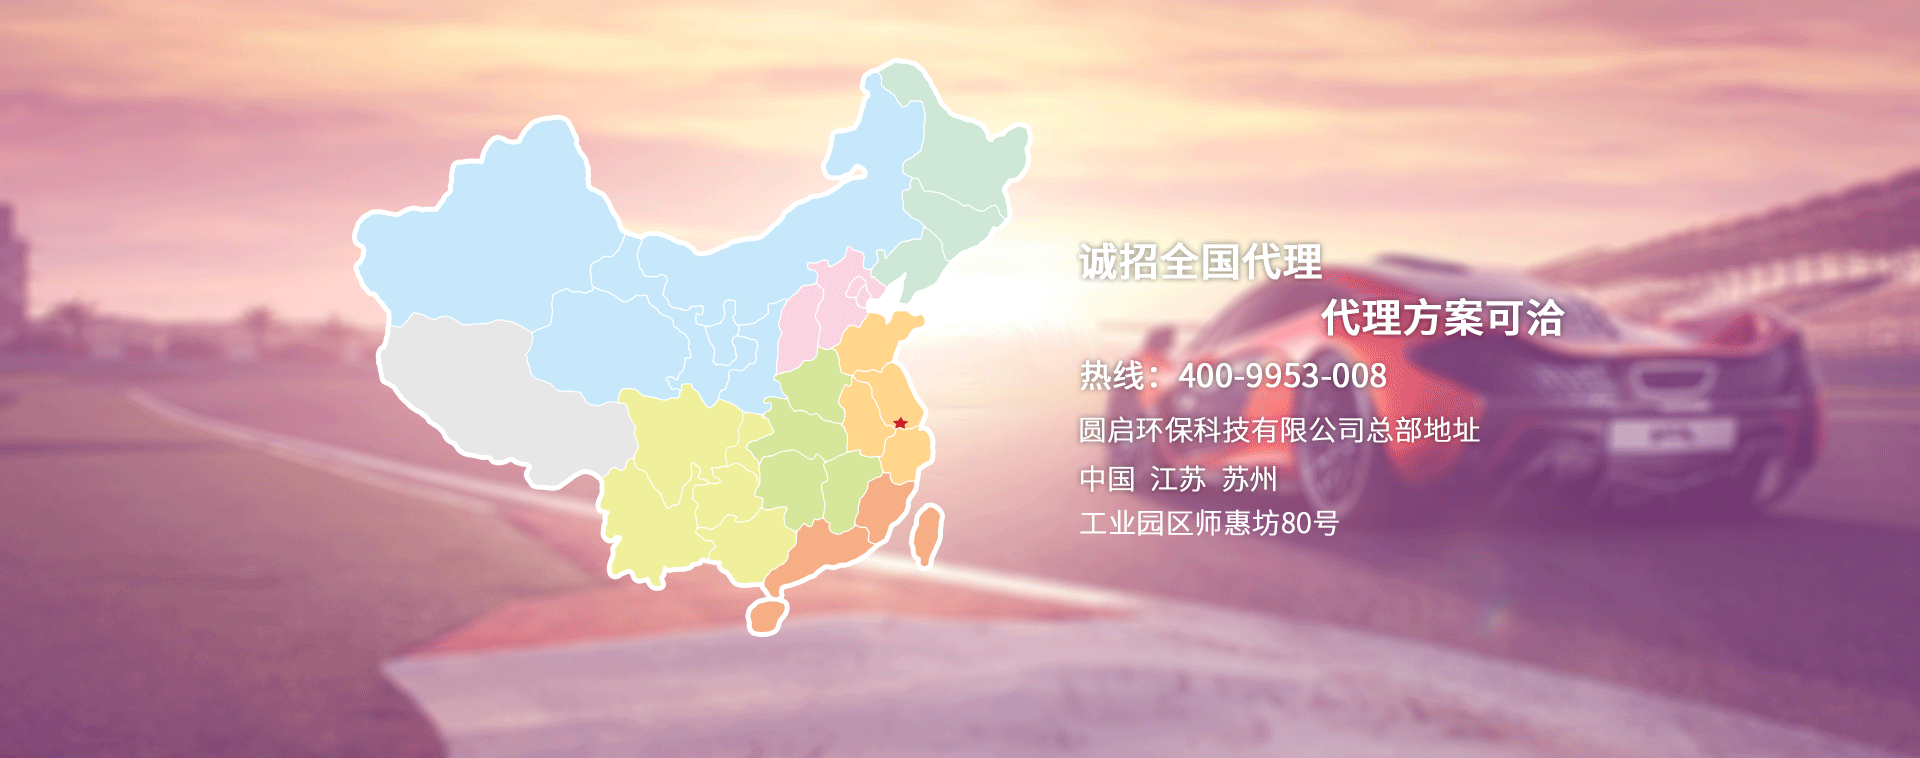 诚招全国代理
代理方案可洽
热线：400-9953-008
圆启环保科技有限公司总部地址
中国 江苏 苏州
工业园区师惠坊80号